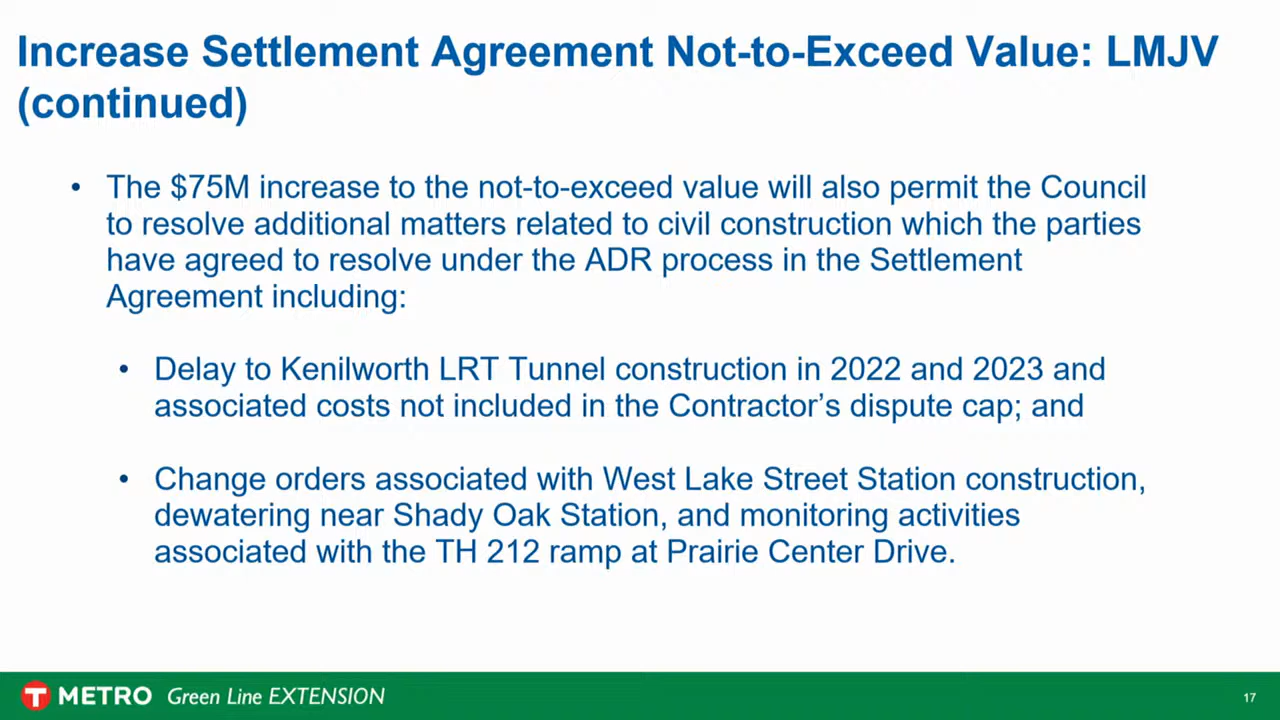 Increase Settlement Agreement Not-to-Exceed Value: LMJV
(continued)
• The $75M increase to the not-to-exceed value will also permit the Council
to resolve additional matters related to civil construction which the parties
have agreed to resolve under the ADR process in the Settlement
Agreement including:
• Delay to Kenilworth LRT Tunnel construction in 2022 and 2023 and
associated costs not included in the Contractor’s dispute cap; and
• Change orders associated with West Lake Street Station construction,
dewatering near Shady Oak Station, and monitoring activities
associated with the TH 212 ramp at Prairie Center Drive.
T METRO Green Line EXTENSION
17